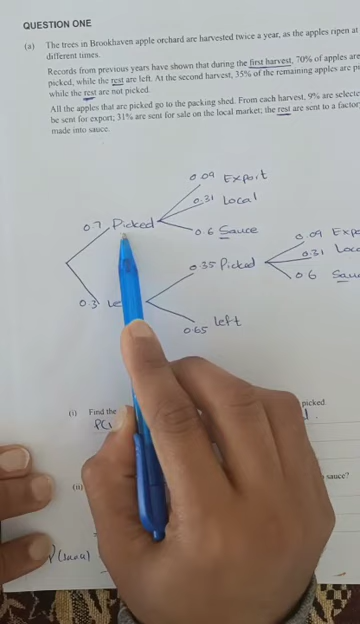 QUESTION ONE
(a) The trees in Brookhaven apple orchard are harvested twice a year, as the apples ripen at
different times.
Records from previous years have shown that during the first harvest, 70% of apples are
picked, while the rest are left. At the second harvest, 35% of the remaining apples are
while the rest are not picked.
All the apples that are picked go to the packing shed. From each harvest, 9% are
be sent for export; 31% are sent for sale on the local market; the rest are sent to a factory
made into sauce.
0.09 Export
0.31 Local
0.7 Picked
0.6 Sauce
0.09
0.31
0.35 Picked
0.6
0.3
0.65 left
(i) Find the
picked
(ii)
sauce?